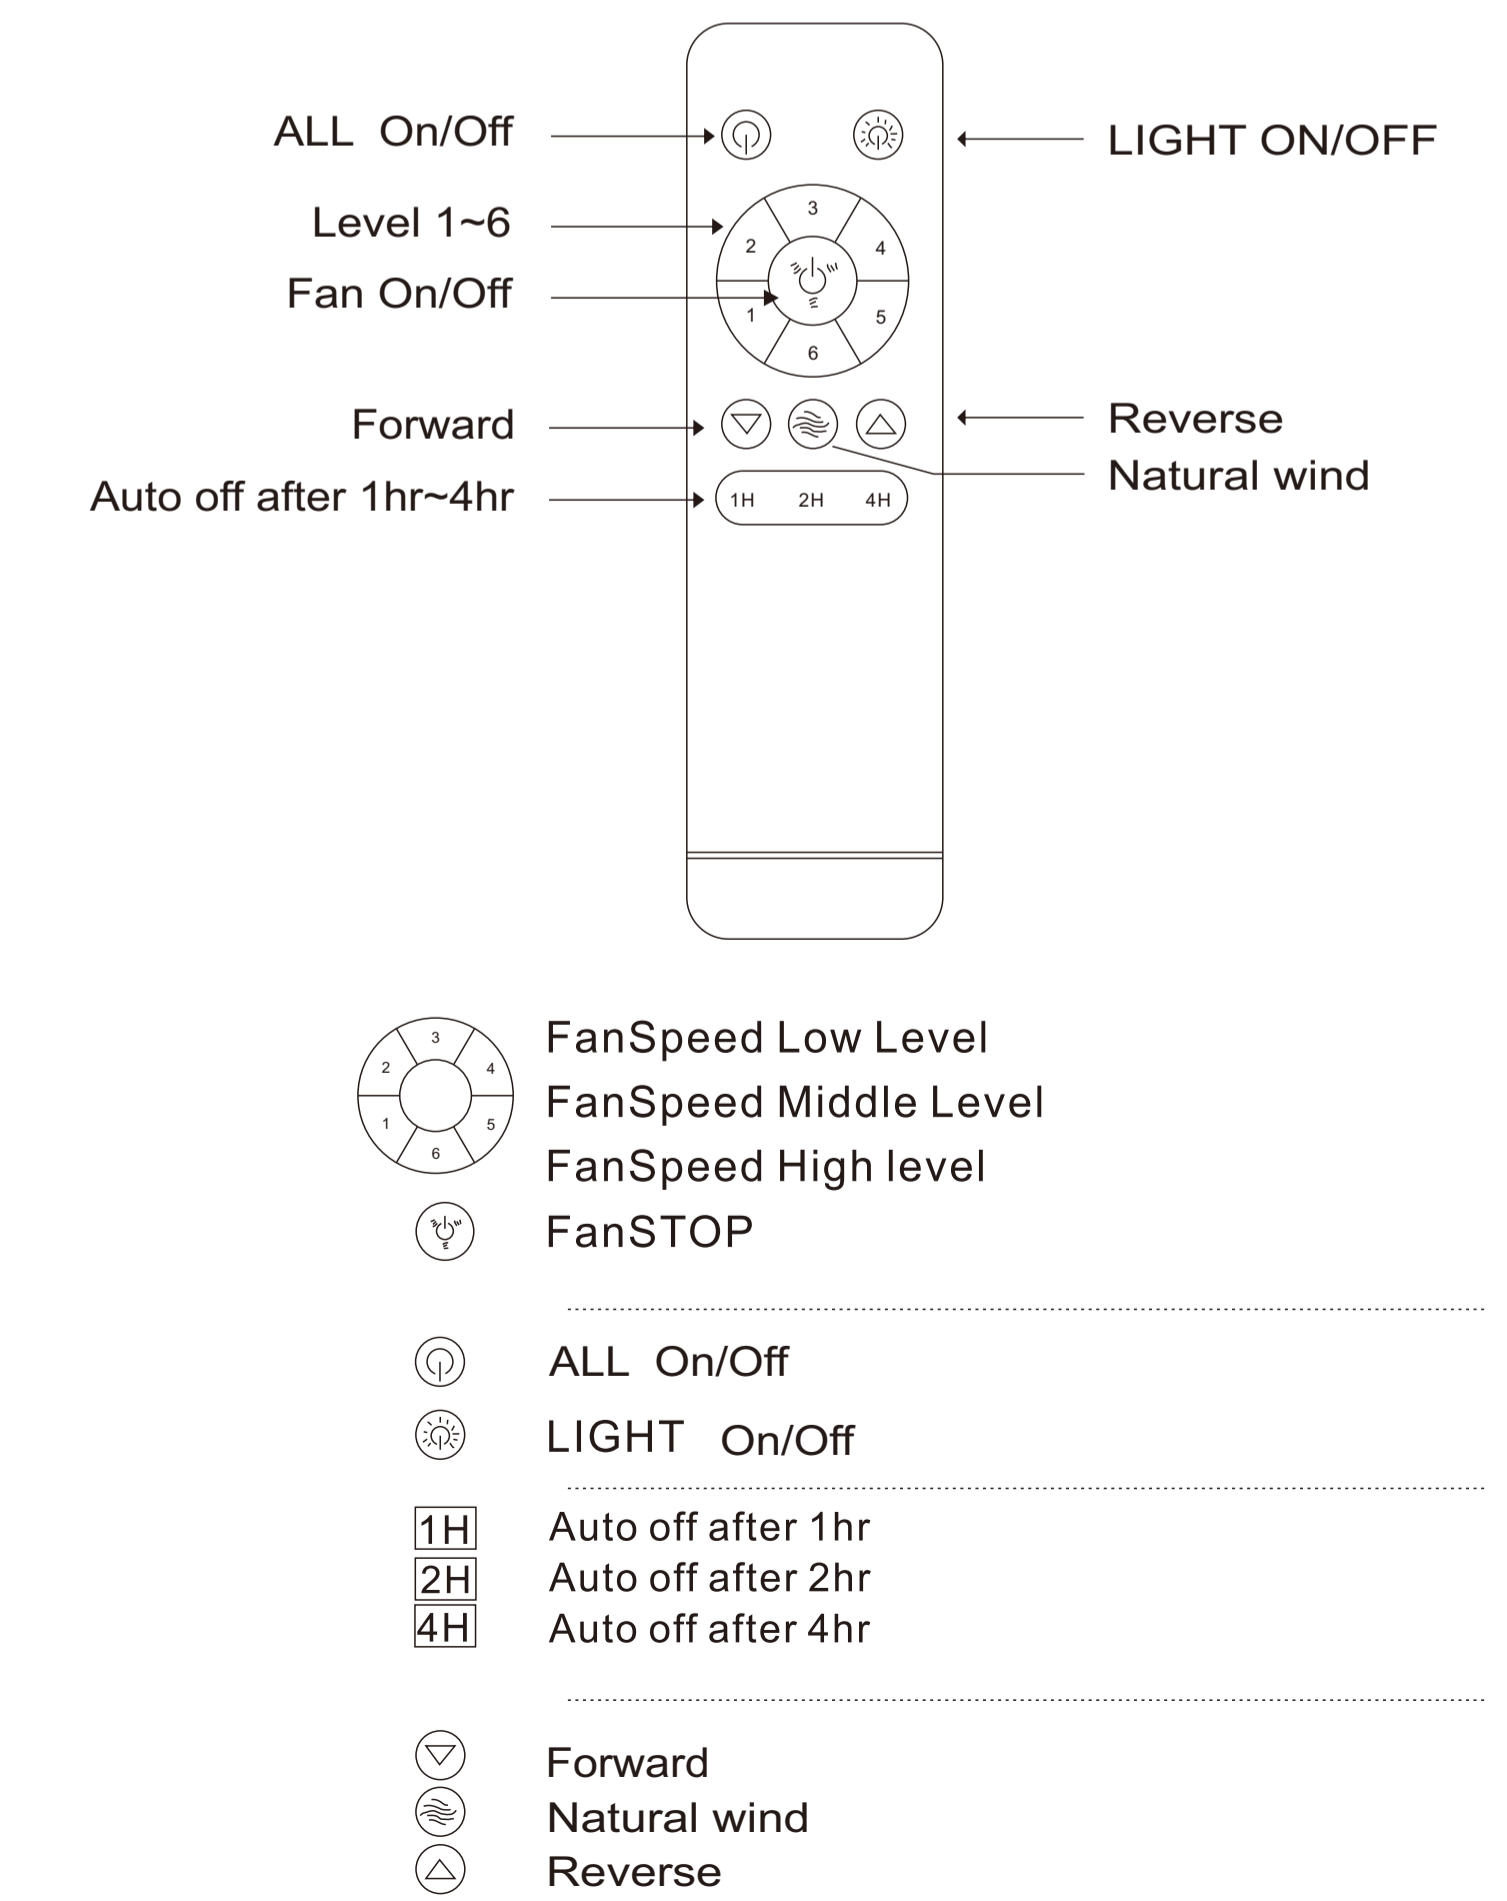 ALL On/Off
LIGHT ON/OFF
Level 1~6
3
2
4
Fan On/Off
1
5
6
Forward
Reverse
Natural wind
Auto off after 1hr~4hr
1H 2H 4H
3
2
4
1
5
6
FanSpeed Low Level
FanSpeed Middle Level
FanSpeed High level
FanSTOP
ALL On/Off
LIGHT On/Off
1H Auto off after 1hr
2H Auto off after 2hr
4H Auto off after 4hr
Forward
Natural wind
Reverse